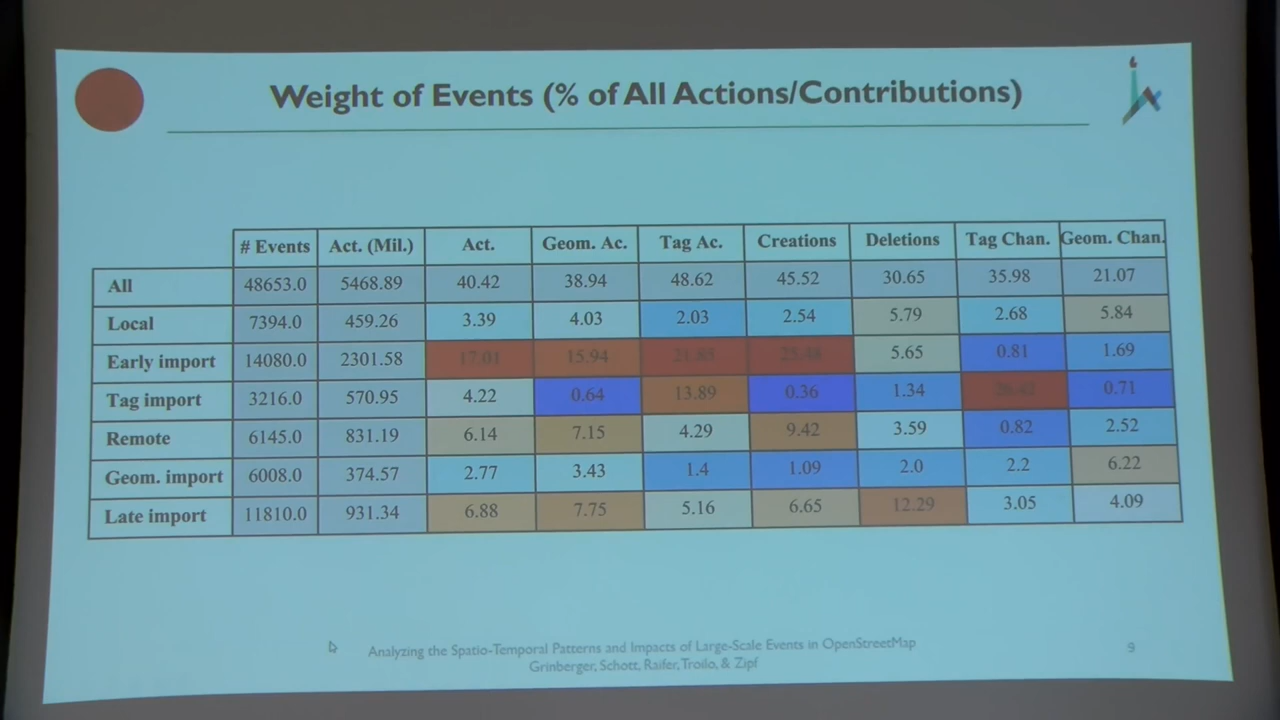 Weight of Events (% of All Actions/Contributions)
# Events Act. (Mil.) Act. Geom. Ac. Tag Ac. Creations Deletions Tag Chan. Geom. Chan.
All 48653.0 5468.89 40.42 38.94 48.62 45.52 30.65 35.98 21.07
Local 7394.0 459.26 3.39 4.03 2.03 2.54 5.79 2.68 5.84
Early import 14080.0 2301.58 17.01 15.94 5.65 0.81 1.69
Tag import 3216.0 570.95 4.22 0.64 13.89 0.36 1.34 0.71
Remote 6145.0 831.19 6.14 7.15 4.29 9.42 3.59 0.82 2.52
Geom. import 6008.0 374.57 2.77 3.43 1.4 1.09 2.0 2.2 6.22
Late import 11810.0 931.34 6.88 7.75 5.16 6.65 12.29 3.05 4.09
Analyzing the Spatio-Temporal Patterns and Impacts of Large-Scale Events in OpenStreetMap
Grinberger, Schott, Raifer, Troilo, & Zipf
9